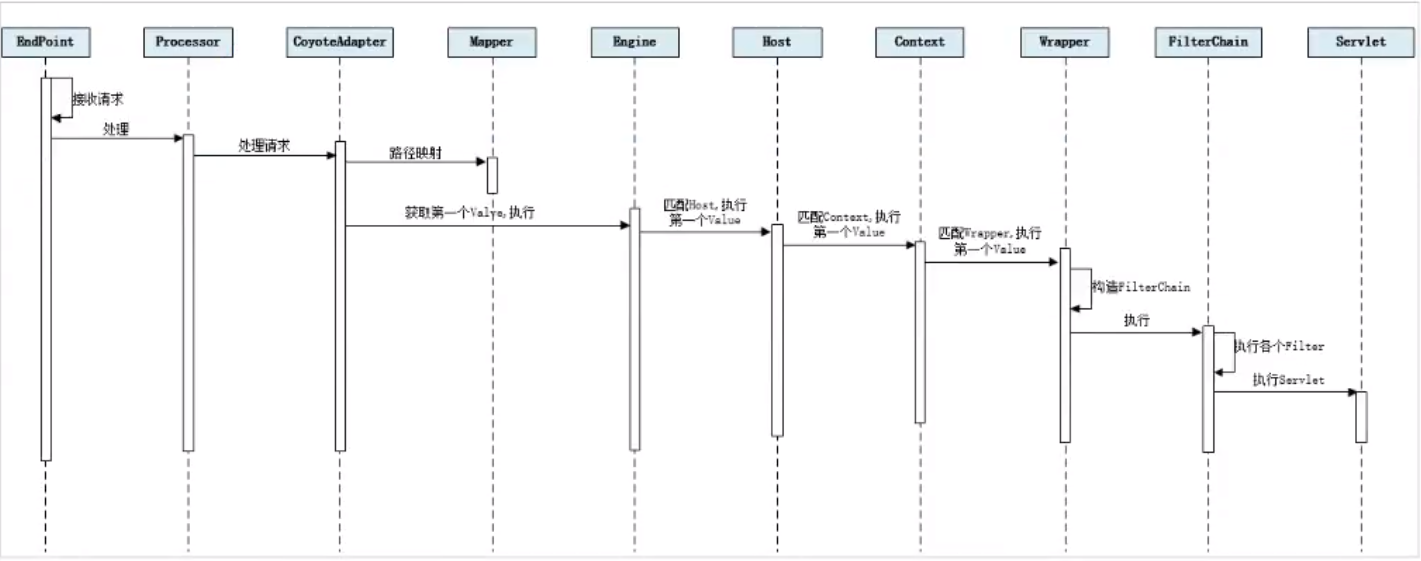 EndPoint
Processor
CoyoteAdapter
Mapper
Engine
Host
Context
Wrapper
FilterChain
Servlet
接收请求
处理
处理请求
路径映射
获取第一个Valve,执行
匹配Host,执行
第一个Value
匹配Context,执行
第一个Value
匹配Wrapper,执行
第一个Value
构造FilterChain
执行
执行各个Filter
执行Servlet